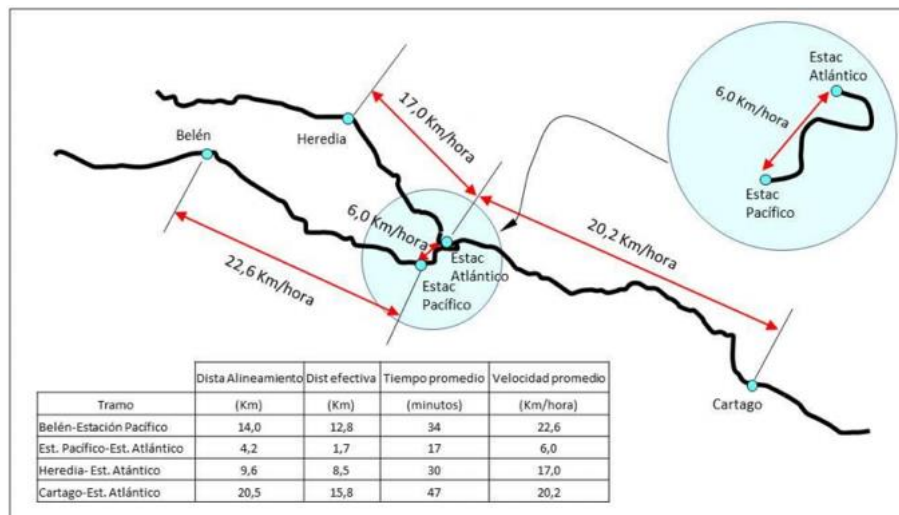 Estac
Atlántico
6,0 Km/hora
Estac
Pacífico
17,0 Km/hora
Belén
Heredia
6,0 Km/hora
20,2 Km/hora
Estac
Atlántico
22,6 Km/hora
Estac
Pacífico
Cartago
Dista Alineamiento Dist efectiva Tiempo promedio Velocidad promedio
Tramo (Km) (Km) (minutos) (Km/hora)
Belén-Estación Pacífico 14,0 12,8 34 22,6
Est. Pacífico-Est. Atlántico 4,2 1,7 17 6,0
Heredia- Est. Atántico 9,6 8,5 30 17,0
Cartago-Est. Atlántico 20,5 15,8 47 20,2